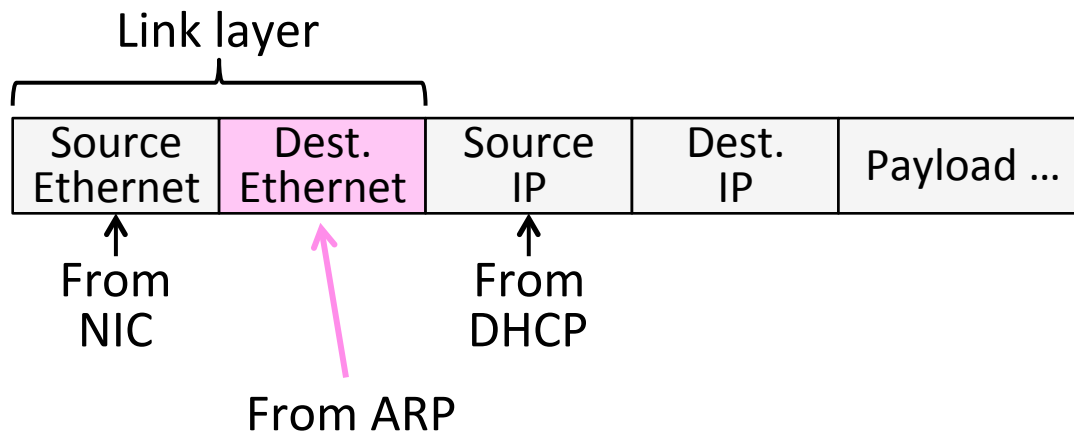 Link layer
Source Ethernet
Dest. Ethernet
Source IP
Dest. IP
Payload ...
From NIC
From DHCP
From ARP